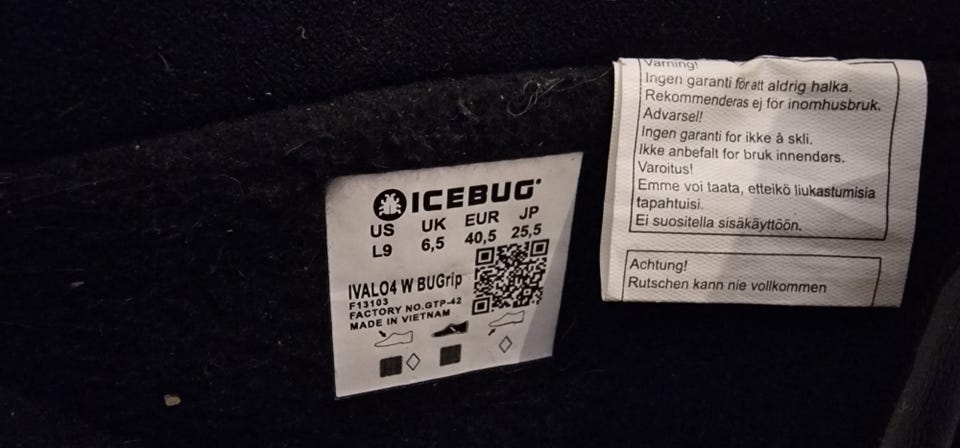 ICEBUG
US UK EUR JP
L9 6,5 40,5 25,5
IVALO4 W BUGrip
F13103
FACTORY NO.GTP-42
MADE IN VIETNAM
Varning!
Ingen garanti för att aldrig halka.
Rekommenderas ej för inomhusbruk.
Advarsel!
Ingen garanti for ikke å skli.
Ikke anbefalt for bruk innendørs.
Varoitus!
Emme voi taata, etteikö liukastumisia
tapahtuisi.
Ei suositella sisäkäyttöön.
Achtung!
Rutschen kann nie vollkommen